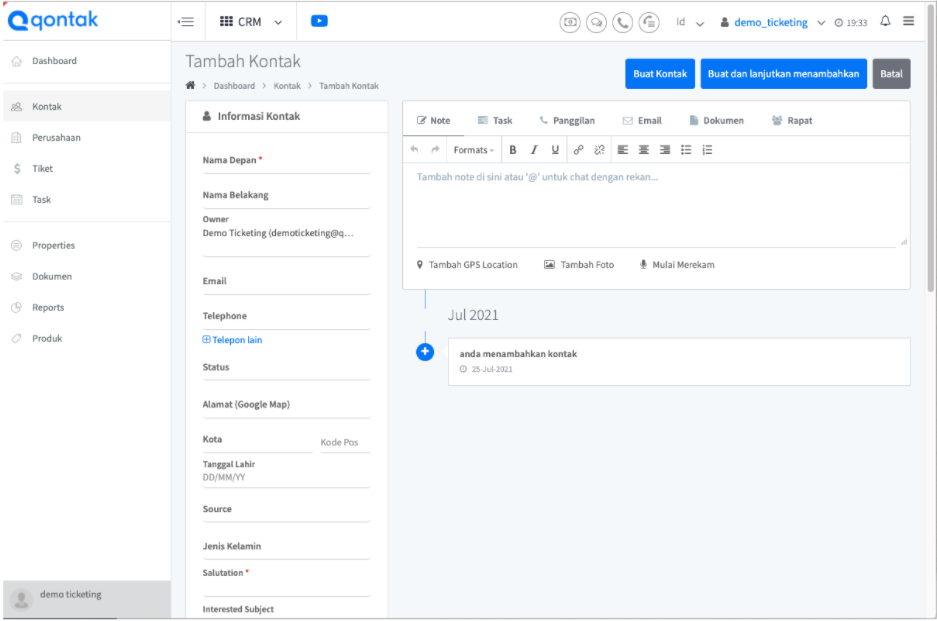 qontak
CRM
Id
demo_ticketing
19:33
Dashboard
Kontak
Perusahaan
Tiket
Task
Properties
Dokumen
Reports
Produk
demo ticketing
Tambah Kontak
> Dashboard > Kontak > Tambah Kontak
Buat Kontak
Buat dan lanjutkan menambahkan
Batal
Informasi Kontak
Nama Depan *
Nama Belakang
Owner
Demo Ticketing (demoticketing@q...
Email
Telephone
Telepon lain
Status
Alamat (Google Map)
Kota
Kode Pos
Tanggal Lahir
DD/MM/YY
Source
Jenis Kelamin
Salutation *
Interested Subject
Note Task Panggilan Email Dokumen Rapat
Formats B I U
Tambah note di sini atau '@' untuk chat dengan rekan...
Tambah GPS Location Tambah Foto Mulai Merekam
Jul 2021
anda menambahkan kontak
25-Jul-2021